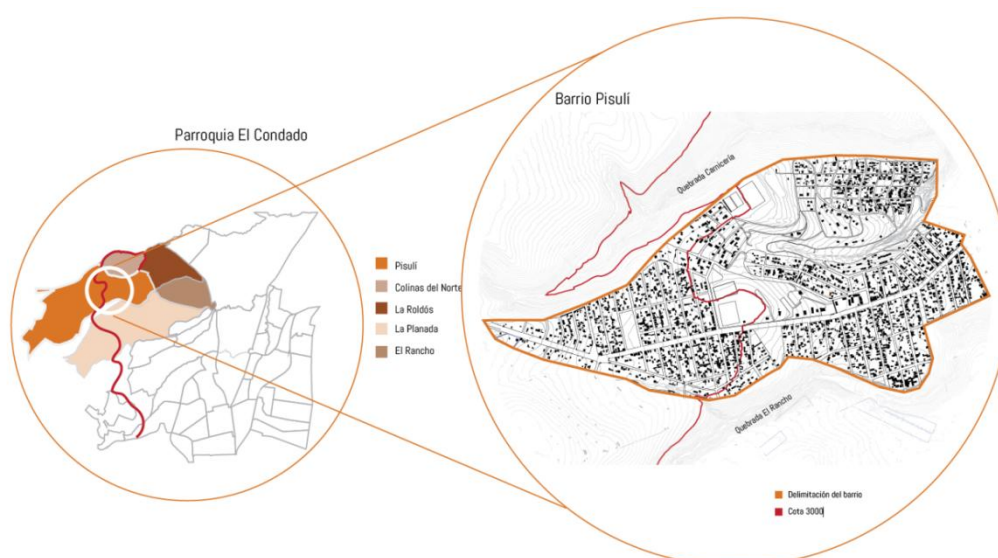 Parroquia El Condado
Pisulí
Colinas del Norte
La Roldós
La Planada
El Rancho
Barrio Pisulí
Quebrada Carnicería
Quebrada El Rancho
Delimitación del barrio
Cota 3000